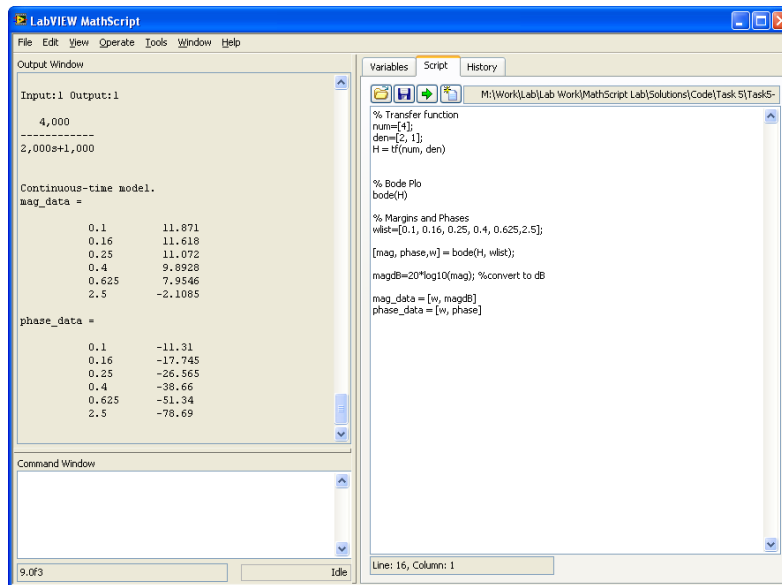 LabVIEW MathScript
File Edit View Operate Tools Window Help
Output Window
Input:1 Output:1
4,000
------------
2,000s+1,000
Continuous-time model.
mag_data =
0.1 11.871
0.16 11.618
0.25 11.072
0.4 9.8928
0.625 7.9546
2.5 -2.1085
phase_data =
0.1 -11.31
0.16 -17.745
0.25 -26.565
0.4 -38.66
0.625 -51.34
2.5 -78.69
Command Window
9.0f3 Idle
Variables Script History
M:\Work\Lab\Lab Work\MathScript Lab\Solutions\Code\Task 5\Task5-
% Transfer function
num=[4];
den=[2, 1];
H = tf(num, den)
% Bode Plo
bode(H)
% Margins and Phases
wlist=[0.1, 0.16, 0.25, 0.4, 0.625,2.5];
[mag, phase,w] = bode(H, wlist);
magdB=20*log10(mag); %convert to dB
mag_data = [w, magdB]
phase_data = [w, phase]
Line: 16, Column: 1